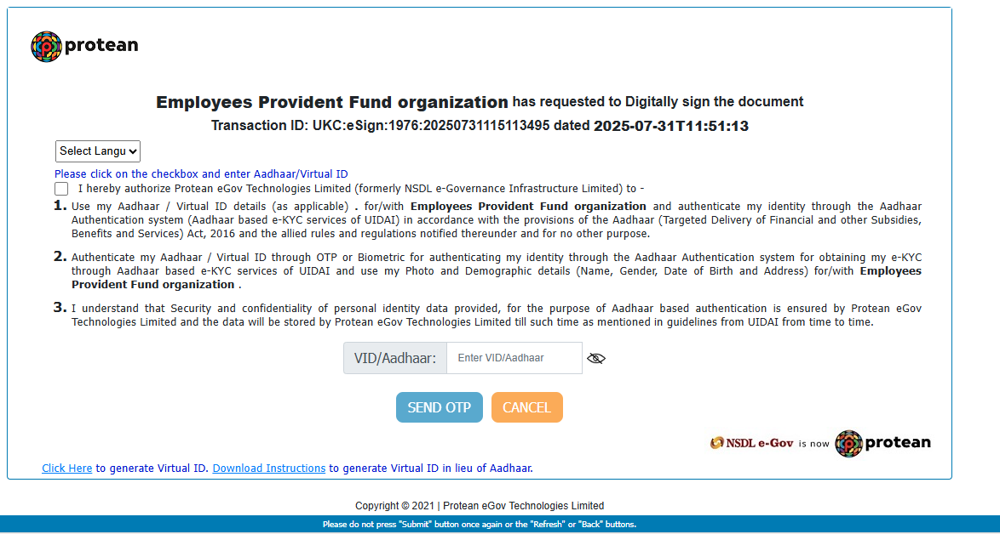 protean
Employees Provident Fund organization has requested to Digitally sign the document
Transaction ID: UKC:eSign:1976:20250731115113495 dated 2025-07-31T11:51:13
Select Langu
Please click on the checkbox and enter Aadhaar/Virtual ID
I hereby authorize Protean eGov Technologies Limited (formerly NSDL e-Governance Infrastructure Limited) to -
1. Use my Aadhaar / Virtual ID details (as applicable) . for/with Employees Provident Fund organization and authenticate my identity through the Aadhaar
Authentication system (Aadhaar based e-KYC services of UIDAI) in accordance with the provisions of the Aadhaar (Targeted Delivery of Financial and other Subsidies,
Benefits and Services) Act, 2016 and the allied rules and regulations notified thereunder and for no other purpose.
2. Authenticate my Aadhaar / Virtual ID through OTP or Biometric for authenticating my identity through the Aadhaar Authentication system for obtaining my e-KYC
through Aadhaar based e-KYC services of UIDAI and use my Photo and Demographic details (Name, Gender, Date of Birth and Address) for/with Employees
Provident Fund organization .
3. I understand that Security and confidentiality of personal identity data provided, for the purpose of Aadhaar based authentication is ensured by Protean eGov
Technologies Limited and the data will be stored by Protean eGov Technologies Limited till such time as mentioned in guidelines from UIDAI from time to time.
VID/Aadhaar: Enter VID/Aadhaar
SEND OTP CANCEL
NSDL e-Gov is now protean
Click Here to generate Virtual ID. Download Instructions to generate Virtual ID in lieu of Aadhaar.
Copyright © 2021 | Protean eGov Technologies Limited
Please do not press "Submit" button once again or the "Refresh" or "Back" buttons.